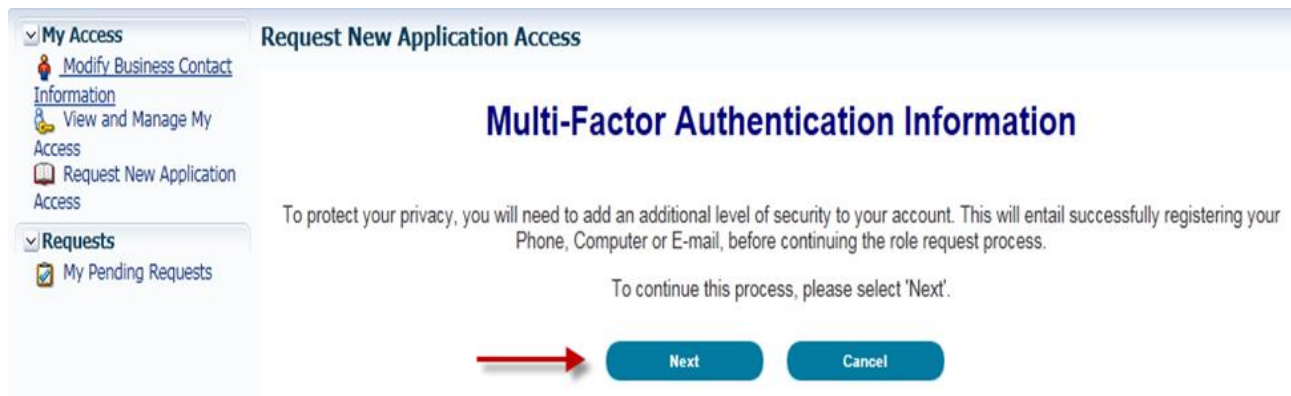 My Access
Modify Business Contact
Information
View and Manage My
Access
Request New Application
Access
Requests
My Pending Requests
Request New Application Access
Multi-Factor Authentication Information
To protect your privacy, you will need to add an additional level of security to your account. This will entail successfully registering your
Phone, Computer or E-mail, before continuing the role request process.
To continue this process, please select 'Next'.
Next
Cancel